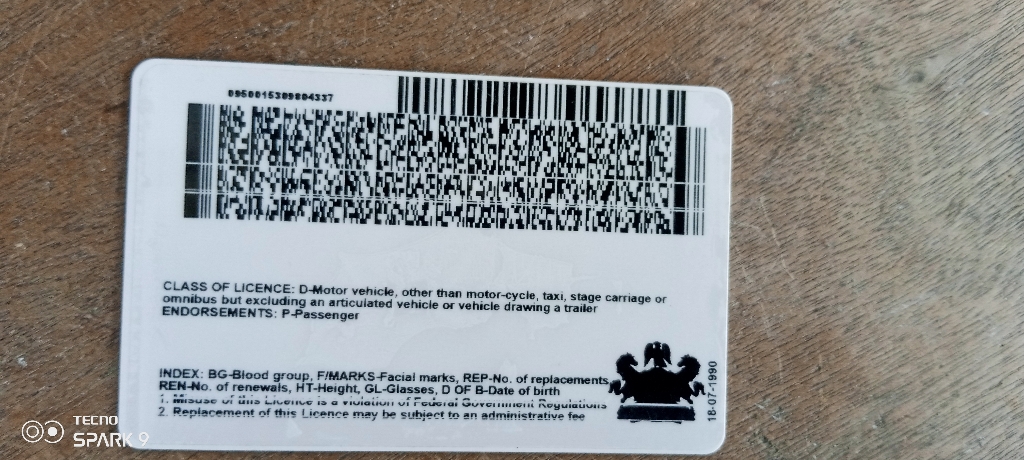 0950015309804337
CLASS OF LICENCE: D-Motor vehicle, other than motor-cycle, taxi, stage carriage or
omnibus but excluding an articulated vehicle or vehicle drawing a trailer
ENDORSEMENTS: P-Passenger
INDEX: BG-Blood group, F/MARKS-Facial marks, REP-No. of replacements,
REN-No. of renewals, HT-Height, GL-Glasses, D OF B-Date of birth
1. Misuse of this Licence is a violation of Federal Government Regulations
2. Replacement of this Licence may be subject to an administrative fee
18-07-1990
TECNO
SPARK 9